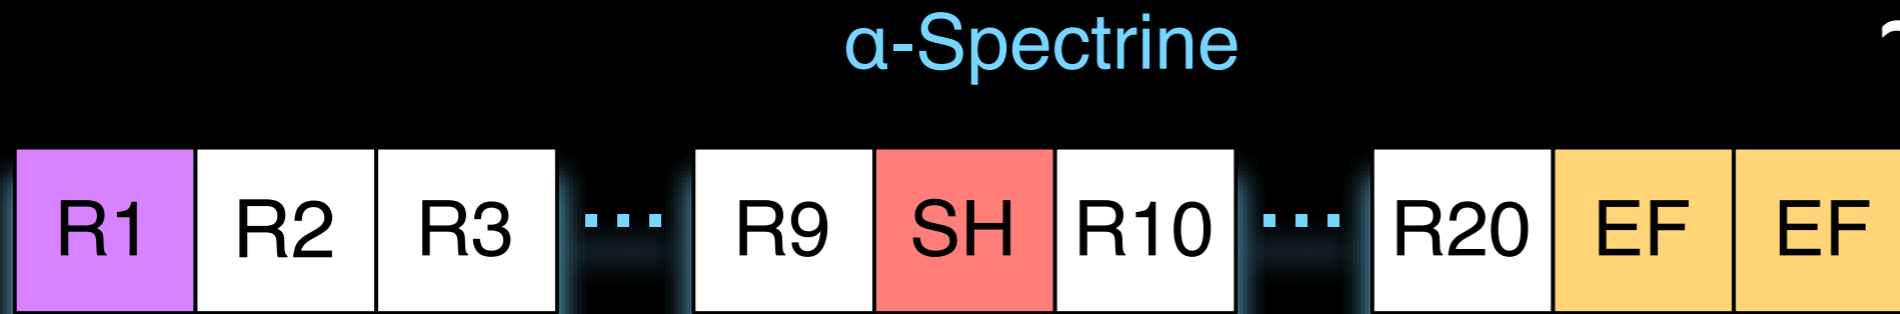 α-Spectrine
R1 R2 R3 ... R9 SH R10 ... R20 EF EF